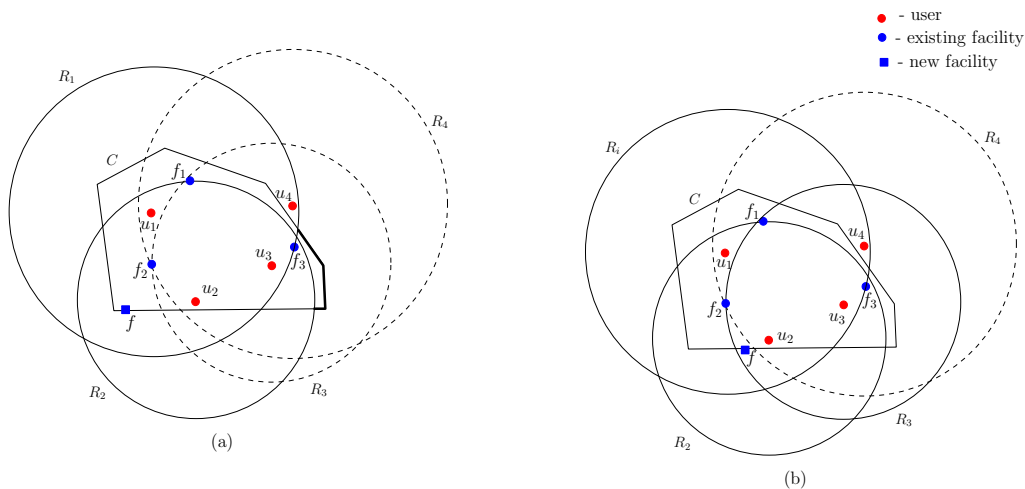 - user
- existing facility
- new facility
R1
R4
C
f1
u4
u1
u3
f3
f2
u2
f
R2
R3
(a)
R4
Ri
C
f1
u4
u1
f2
f3
u3
u2
f
R3
R2
(b)